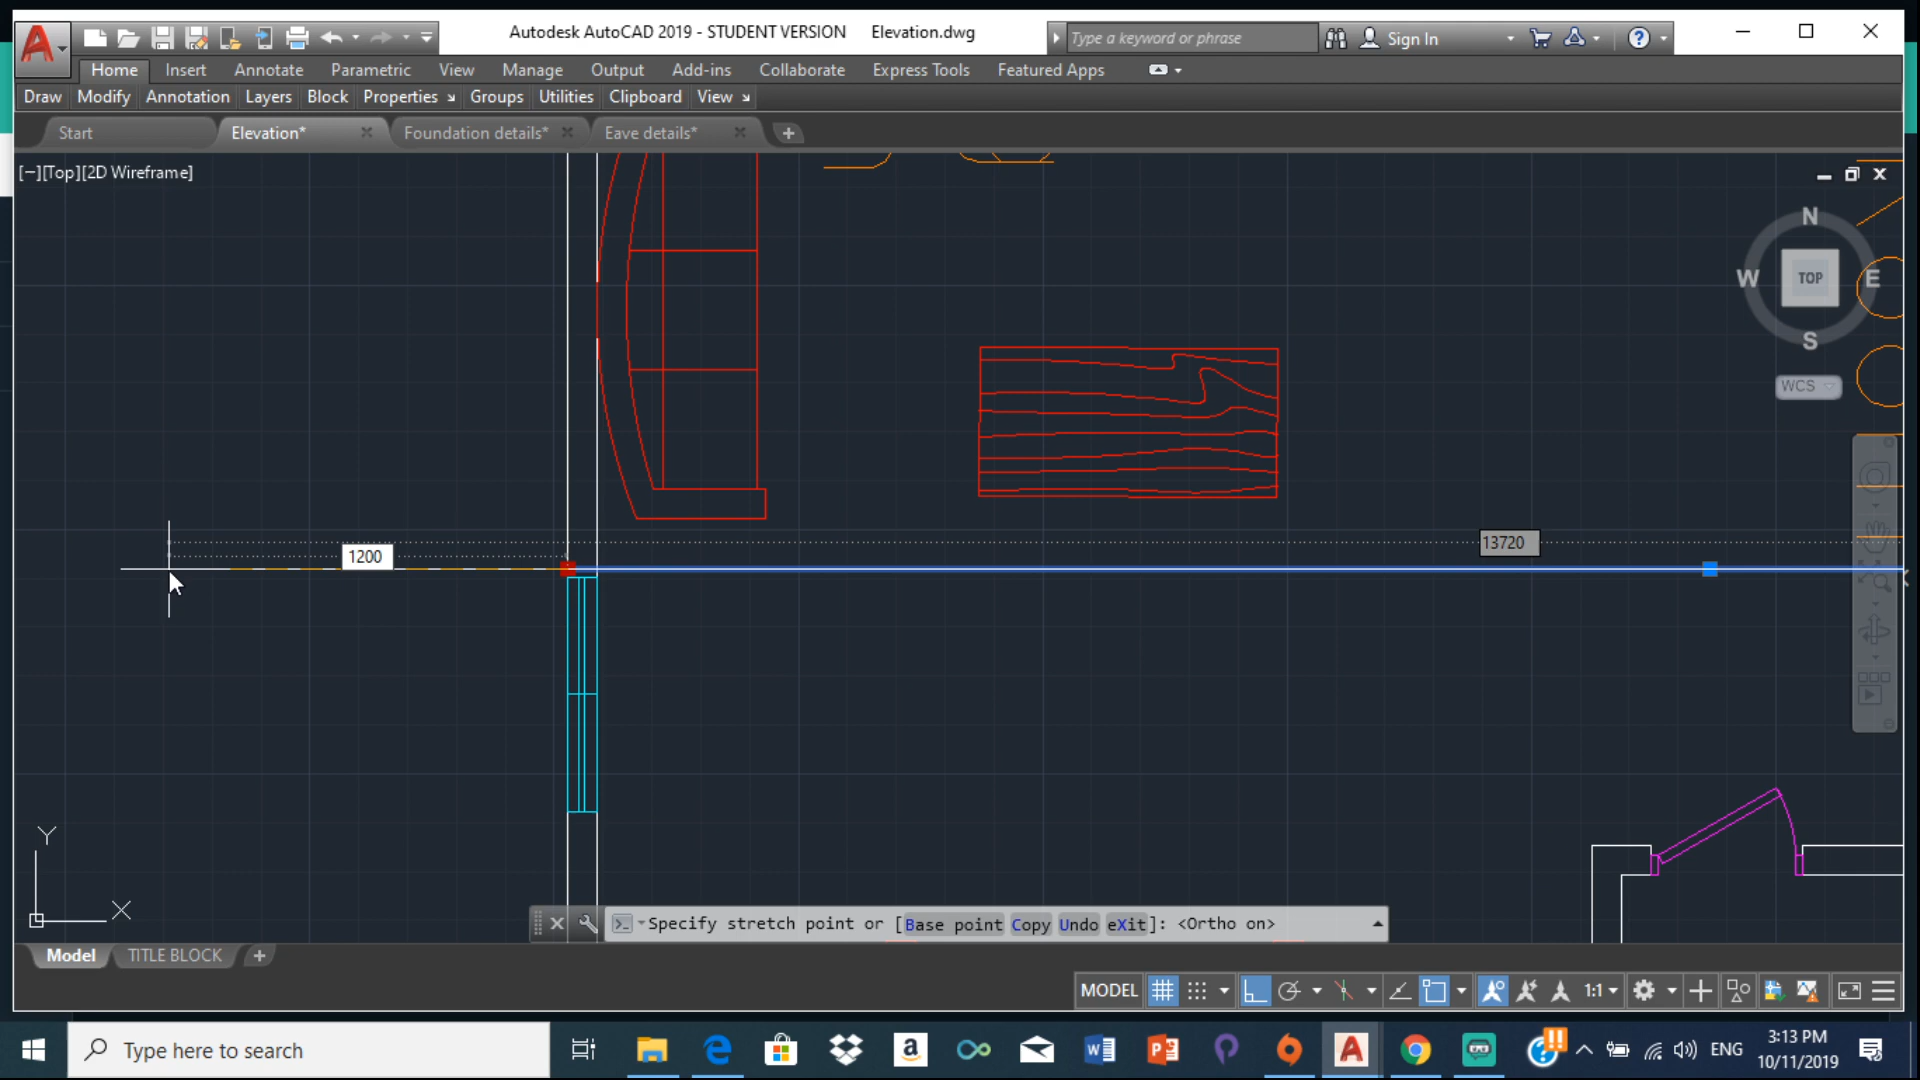 Autodesk AutoCAD 2019 - STUDENT VERSION Elevation.dwg
Type a keyword or phrase
Sign In
Home Insert Annotate Parametric View Manage Output Add-ins Collaborate Express Tools Featured Apps
Draw Modify Annotation Layers Block Properties Groups Utilities Clipboard View
Start Elevation* Foundation details* Eave details*
[−][Top][2D Wireframe]
N
W TOP E
S
WCS
13720
1200
Y
X
Specify stretch point or [Base point Copy Undo eXit]: <Ortho on>
Model TITLE BLOCK
MODEL 1:1
Type here to search
ENG
3:13 PM
10/11/2019